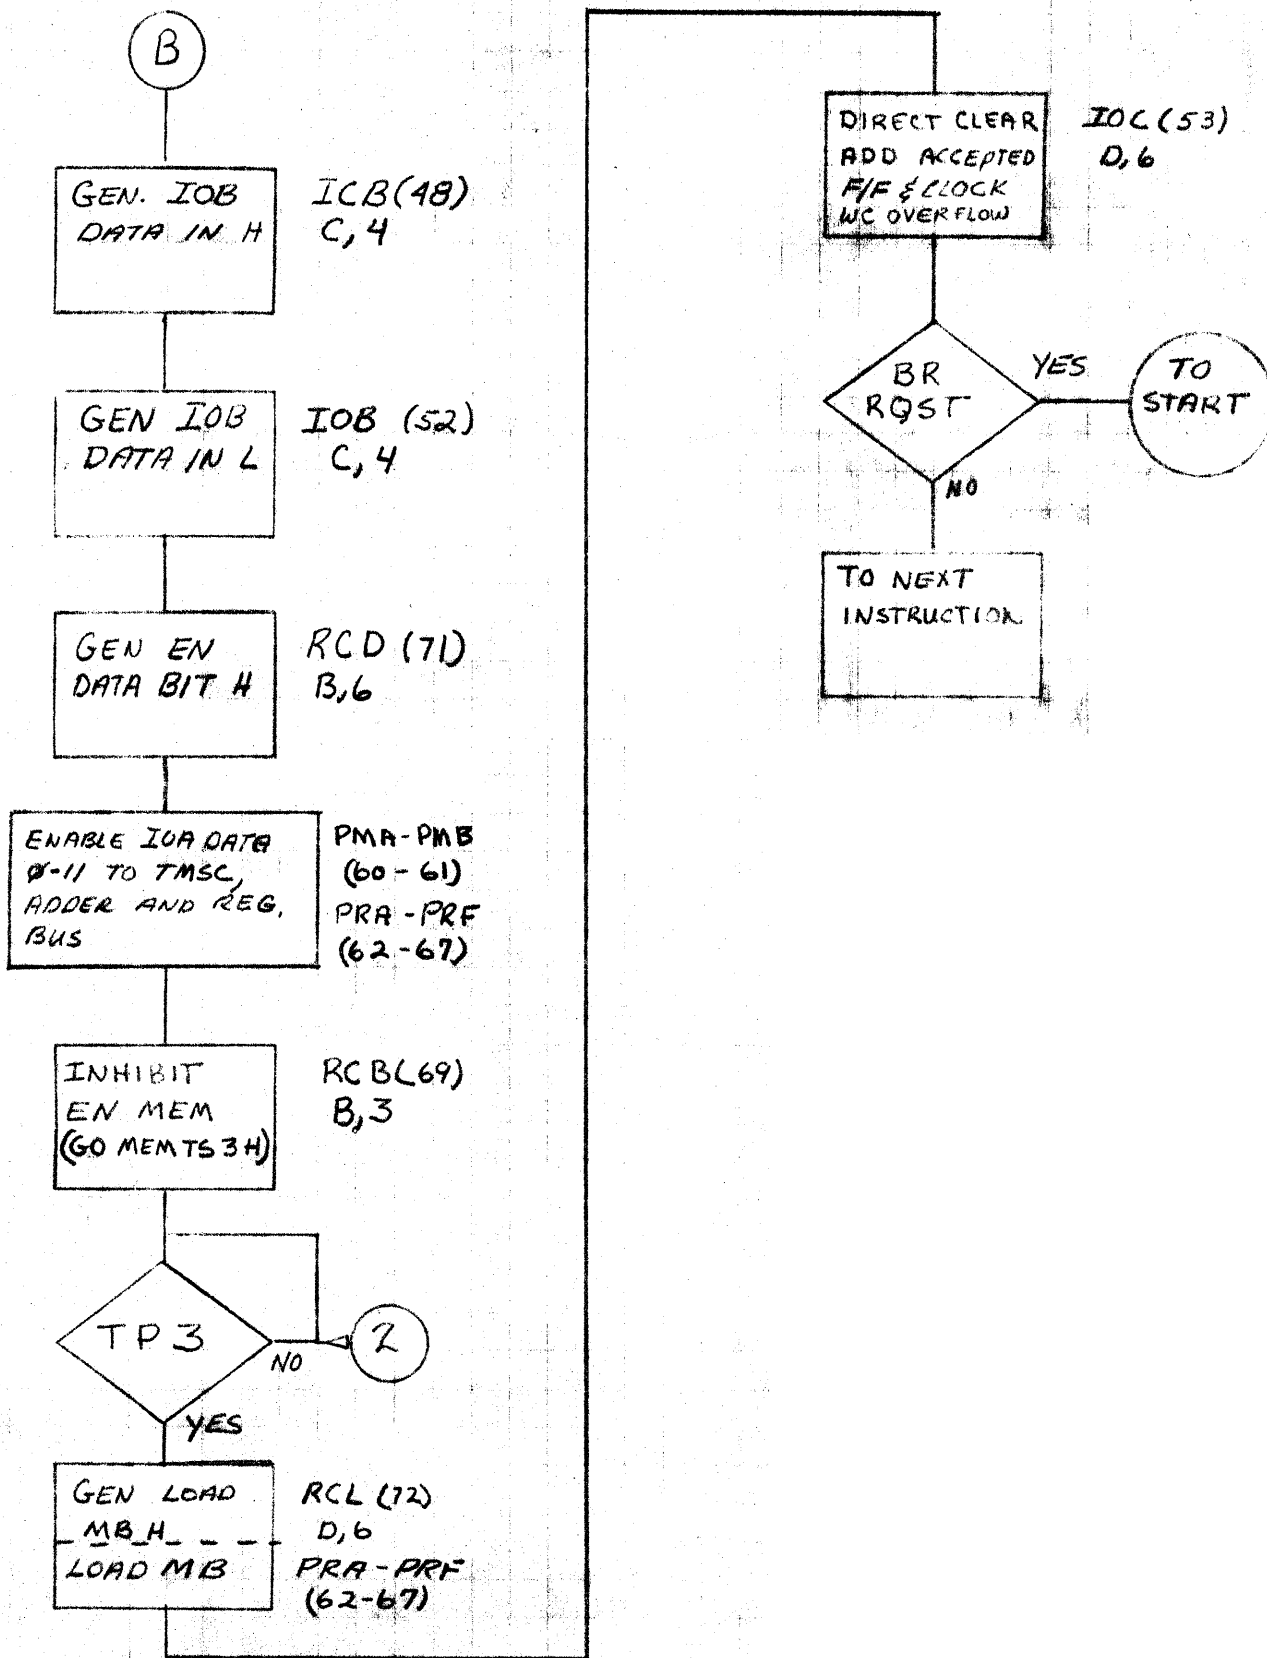 B
GEN. IOB
DATA IN H
ICB(48)
C,4
GEN IOB
DATA IN L
IOB (52)
C,4
GEN EN
DATA BIT H
RCD (71)
B,6
ENABLE IOA DATA
Ø-11 TO TMSC,
ADDER AND REG.
BUS
PMA-PMB
(60-61)
PRA-PRF
(62-67)
INHIBIT
EN MEM
(GO MEM TS 3 H)
RCB(69)
B,3
TP3
NO
2
YES
GEN LOAD
MB H
LOAD MB
RCL (72)
D,6
PRA-PRF
(62-67)
DIRECT CLEAR
ADD ACCEPTED
F/F & CLOCK
WC OVERFLOW
IOC (53)
D,6
BR
RQST
YES
TO
START
NO
TO NEXT
INSTRUCTION